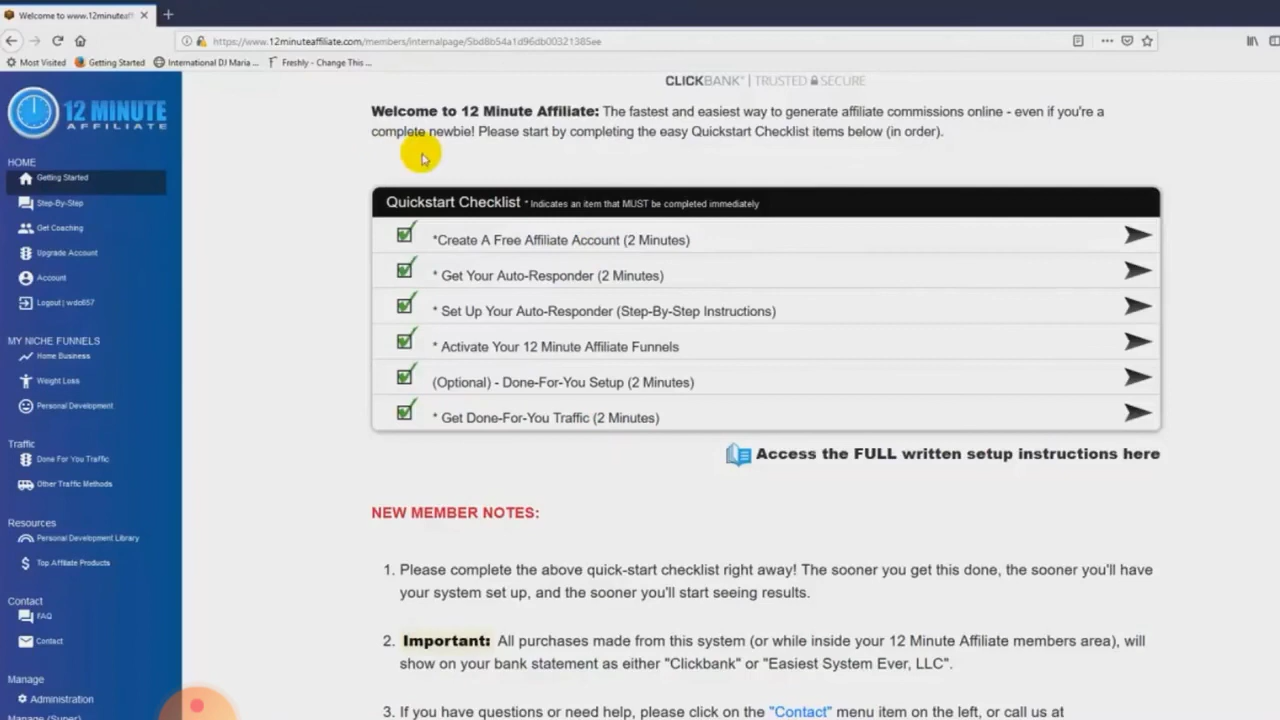 Welcome to www.12minuteaff
https://www.12minuteaffiliate.com/members/internalpage/5bd8b54a1d96db00321385ee
Most Visited
Getting Started
International DJ Maria ...
Freshly - Change This ...
12 MINUTE
AFFILIATE
HOME
Getting Started
Step-By-Step
Get Coaching
Upgrade Account
Account
Logout | wdc657
MY NICHE FUNNELS
Home Business
Weight Loss
Personal Development
Traffic
Done For You Traffic
Other Traffic Methods
Resources
Personal Development Library
Top Affiliate Products
Contact
FAQ
Contact
Manage
Administration
Manage (Super)
CLICKBANK | TRUSTED SECURE
Welcome to 12 Minute Affiliate: The fastest and easiest way to generate affiliate commissions online - even if you're a
complete newbie! Please start by completing the easy Quickstart Checklist items below (in order).
Quickstart Checklist * Indicates an item that MUST be completed immediately
*Create A Free Affiliate Account (2 Minutes)
* Get Your Auto-Responder (2 Minutes)
* Set Up Your Auto-Responder (Step-By-Step Instructions)
* Activate Your 12 Minute Affiliate Funnels
(Optional) - Done-For-You Setup (2 Minutes)
* Get Done-For-You Traffic (2 Minutes)
Access the FULL written setup instructions here
NEW MEMBER NOTES:
1. Please complete the above quick-start checklist right away! The sooner you get this done, the sooner you'll have
your system set up, and the sooner you'll start seeing results.
2. Important: All purchases made from this system (or while inside your 12 Minute Affiliate members area), will
show on your bank statement as either "Clickbank" or "Easiest System Ever, LLC".
3. If you have questions or need help, please click on the "Contact" menu item on the left, or call us at